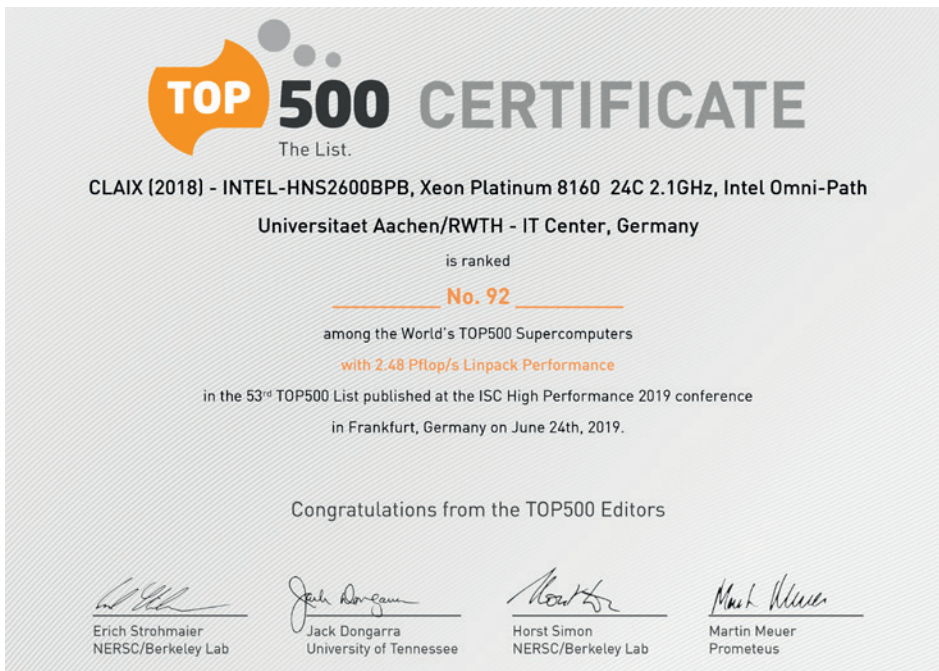 TOP 500 CERTIFICATE
The List.
CLAIX (2018) - INTEL-HNS2600BPB, Xeon Platinum 8160 24C 2.1GHz, Intel Omni-Path
Universitaet Aachen/RWTH - IT Center, Germany
is ranked
No. 92
among the World's TOP500 Supercomputers
with 2.48 Pflop/s Linpack Performance
in the 53rd TOP500 List published at the ISC High Performance 2019 conference
in Frankfurt, Germany on June 24th, 2019.
Congratulations from the TOP500 Editors
Erich Strohmaier
NERSC/Berkeley Lab
Jack Dongarra
University of Tennessee
Horst Simon
NERSC/Berkeley Lab
Martin Meuer
Prometeus